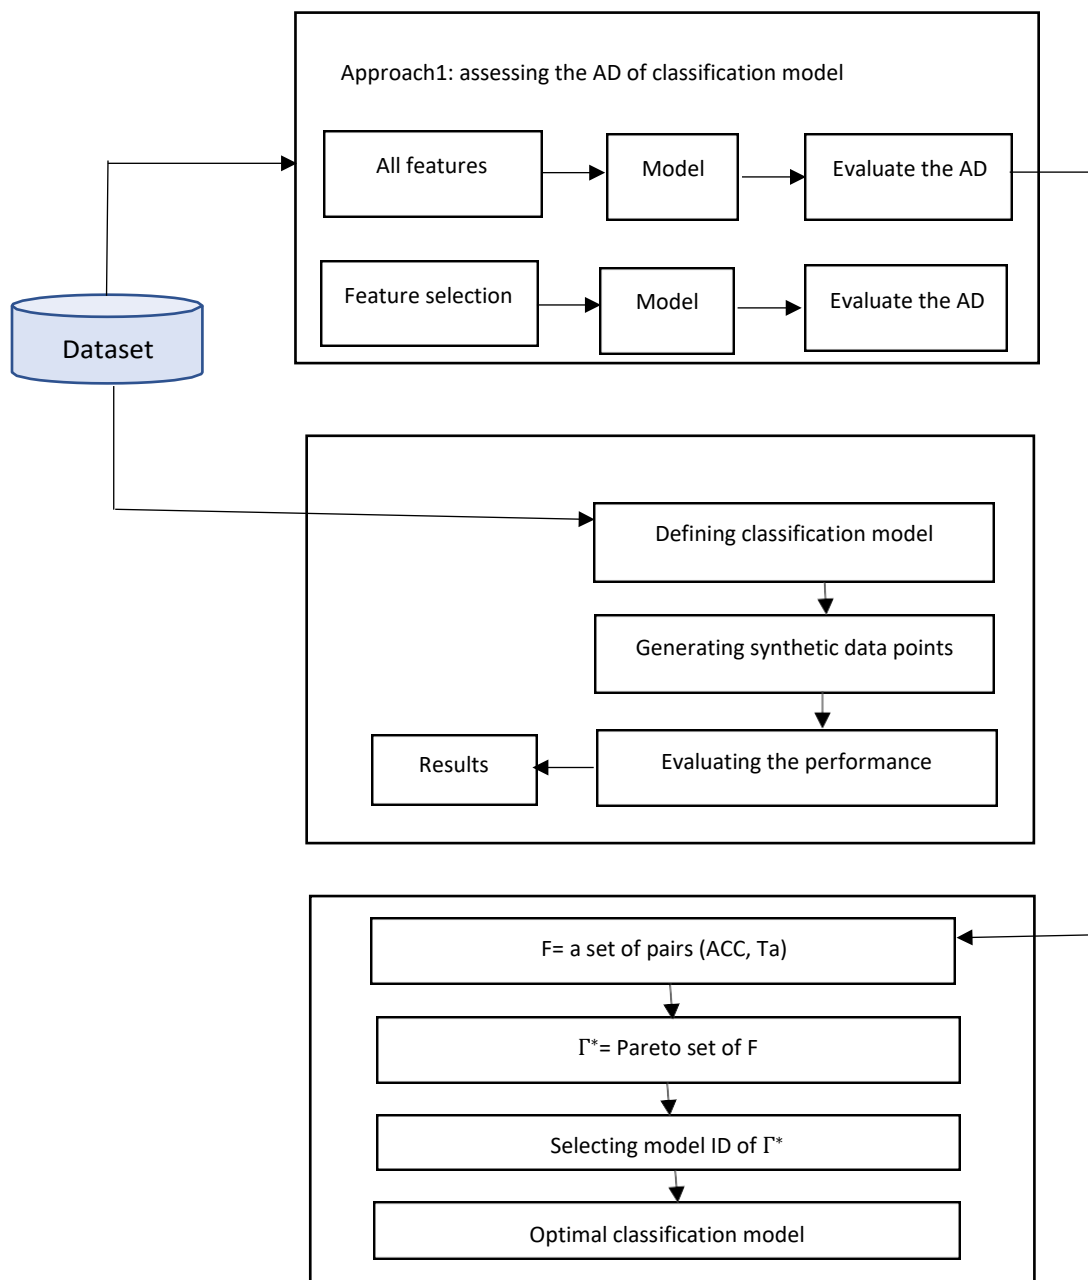 Approach1: assessing the AD of classification model
All features
Model
Evaluate the AD
Feature selection
Model
Evaluate the AD
Dataset
Defining classification model
Generating synthetic data points
Evaluating the performance
Results
F= a set of pairs (ACC, Ta)
Γ*= Pareto set of F
Selecting model ID of Γ*
Optimal classification model